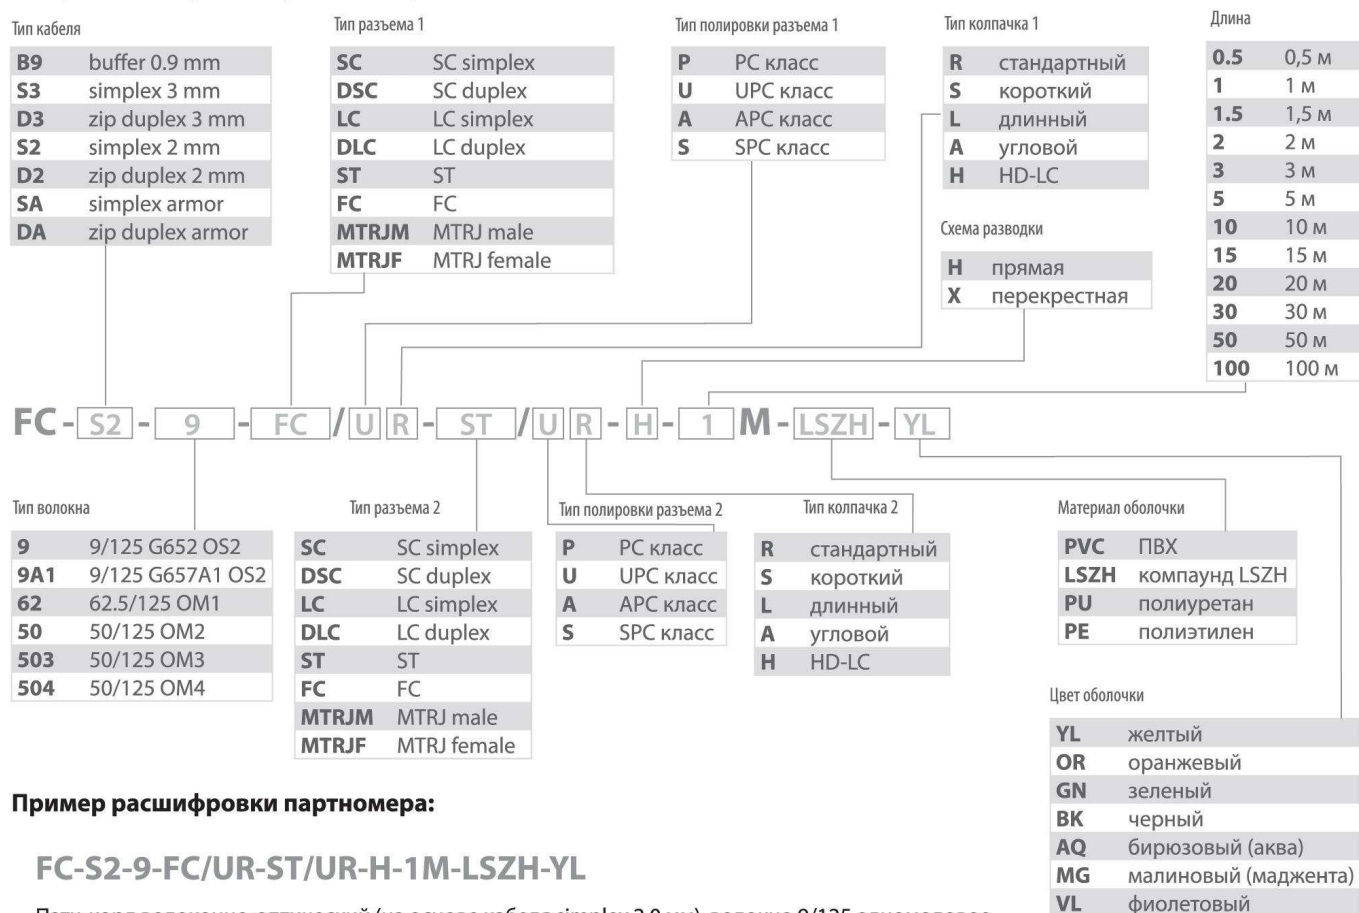 Тип кабеля
B9 buffer 0.9 mm
S3 simplex 3 mm
D3 zip duplex 3 mm
S2 simplex 2 mm
D2 zip duplex 2 mm
SA simplex armor
DA zip duplex armor
Тип разъема 1
SC SC simplex
DSC SC duplex
LC LC simplex
DLC LC duplex
ST ST
FC FC
MTRJM MTRJ male
MTRJF MTRJ female
Тип полировки разъема 1
P PC класс
U UPC класс
A APC класс
S SPC класс
Тип колпачка 1
R стандартный
S короткий
L длинный
A угловой
H HD-LC
Схема разводки
H прямая
X перекрестная
Длина
0.5 0,5 м
1 1 м
1.5 1,5 м
2 2 м
3 3 м
5 5 м
10 10 м
15 15 м
20 20 м
30 30 м
50 50 м
100 100 м
FC - S2 - 9 - FC / U R - ST / U R - H - 1 M - LSZH - YL
Тип волокна
9 9/125 G652 OS2
9A1 9/125 G657A1 OS2
62 62.5/125 OM1
50 50/125 OM2
503 50/125 OM3
504 50/125 OM4
Тип разъема 2
SC SC simplex
DSC SC duplex
LC LC simplex
DLC LC duplex
ST ST
FC FC
MTRJM MTRJ male
MTRJF MTRJ female
Тип полировки разъема 2
P PC класс
U UPC класс
A APC класс
S SPC класс
Тип колпачка 2
R стандартный
S короткий
L длинный
A угловой
H HD-LC
Материал оболочки
PVC ПВХ
LSZH компаунд LSZH
PU полиуретан
PE полиэтилен
Цвет оболочки
YL желтый
OR оранжевый
GN зеленый
BK черный
AQ бирюзовый (аква)
MG малиновый (маджента)
VL фиолетовый
Пример расшифровки партномера:
FC-S2-9-FC/UR-ST/UR-H-1M-LSZH-YL